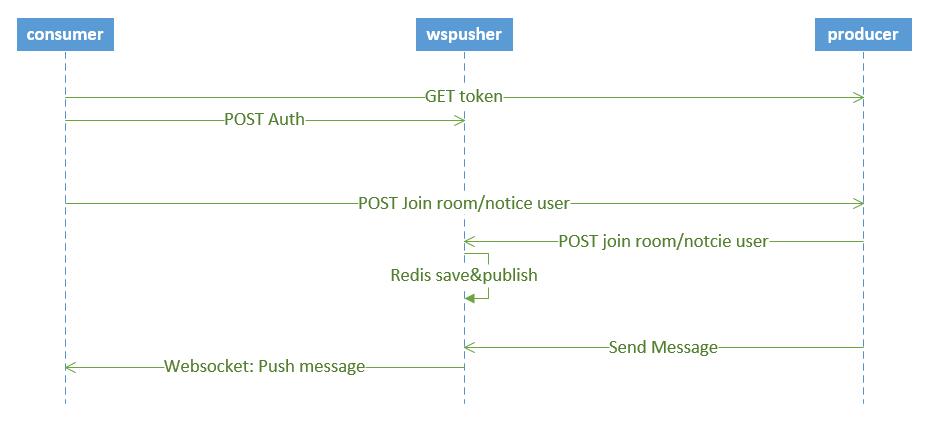 consumer
wspusher
producer
GET token
POST Auth
POST Join room/notice user
POST join room/notcie user
Redis save&publish
Send Message
Websocket: Push message